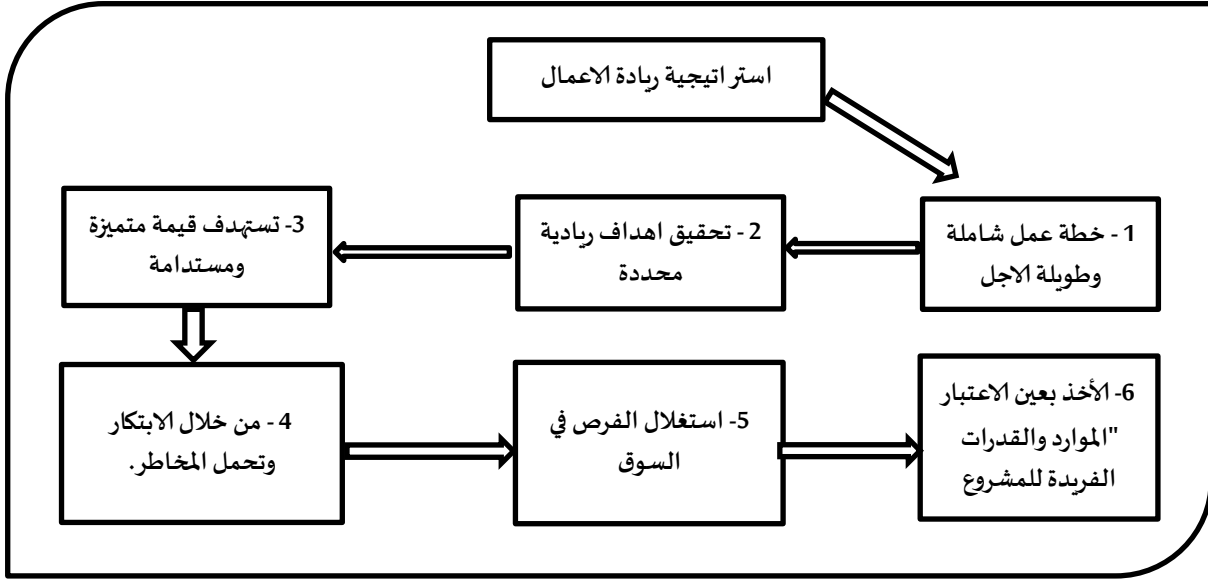 استراتيجية ريادة الاعمال
1 - خطة عمل شاملة
وطويلة الاجل
2 - تحقيق اهداف ريادية
محددة
3- تستهدف قيمة متميزة
ومستدامة
4 - من خلال الابتكار
وتحمل المخاطر.
5- استغلال الفرص في
السوق
6- الأخذ بعين الاعتبار
"الموارد والقدرات
الفريدة للمشروع